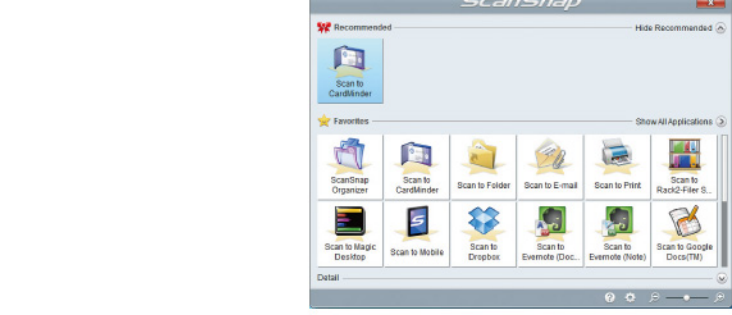 ScanSnap
Recommended
Hide Recommended
Scan to
CardMinder
Favorites
Show All Applications
ScanSnap
Organizer
Scan to
CardMinder
Scan to Folder
Scan to E-mail
Scan to Print
Scan to
Rack2-Filer S...
Scan to Magic
Desktop
Scan to Mobile
Scan to
Dropbox
Scan to
Evernote (Doc...
Scan to
Evernote (Note)
Scan to Google
Docs(TM)
Detail